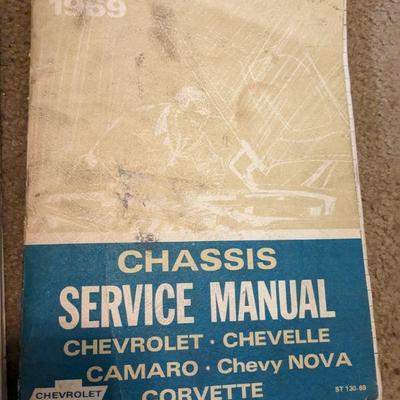 1969
CHASSIS
SERVICE MANUAL
CHEVROLET · CHEVELLE
CAMARO · Chevy NOVA
CORVETTE
ST 130-69
CHEVROLET